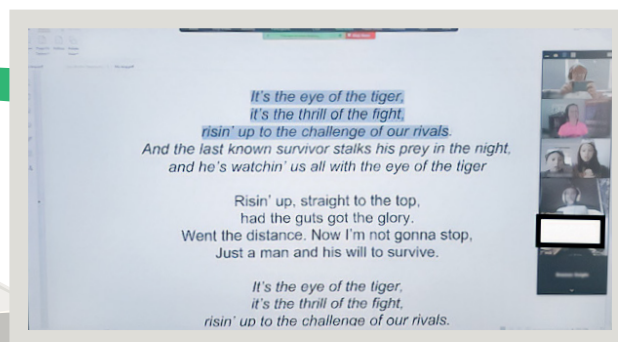 It's the eye of the tiger,
it's the thrill of the fight,
risin' up to the challenge of our rivals.
And the last known survivor stalks his prey in the night,
and he's watchin' us all with the eye of the tiger
Risin' up, straight to the top,
had the guts got the glory.
Went the distance. Now I'm not gonna stop,
Just a man and his will to survive.
It's the eye of the tiger,
it's the thrill of the fight,
risin' up to the challenge of our rivals.